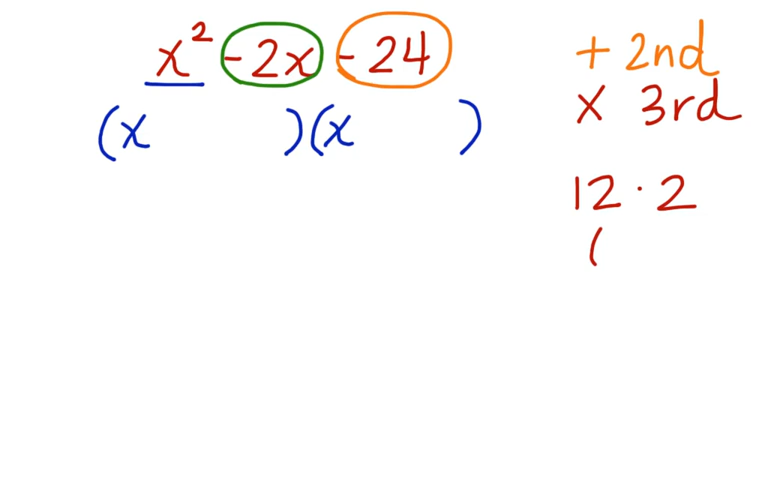 x² - 2x - 24
(x )(x )
+ 2nd
x 3rd
12 · 2
(